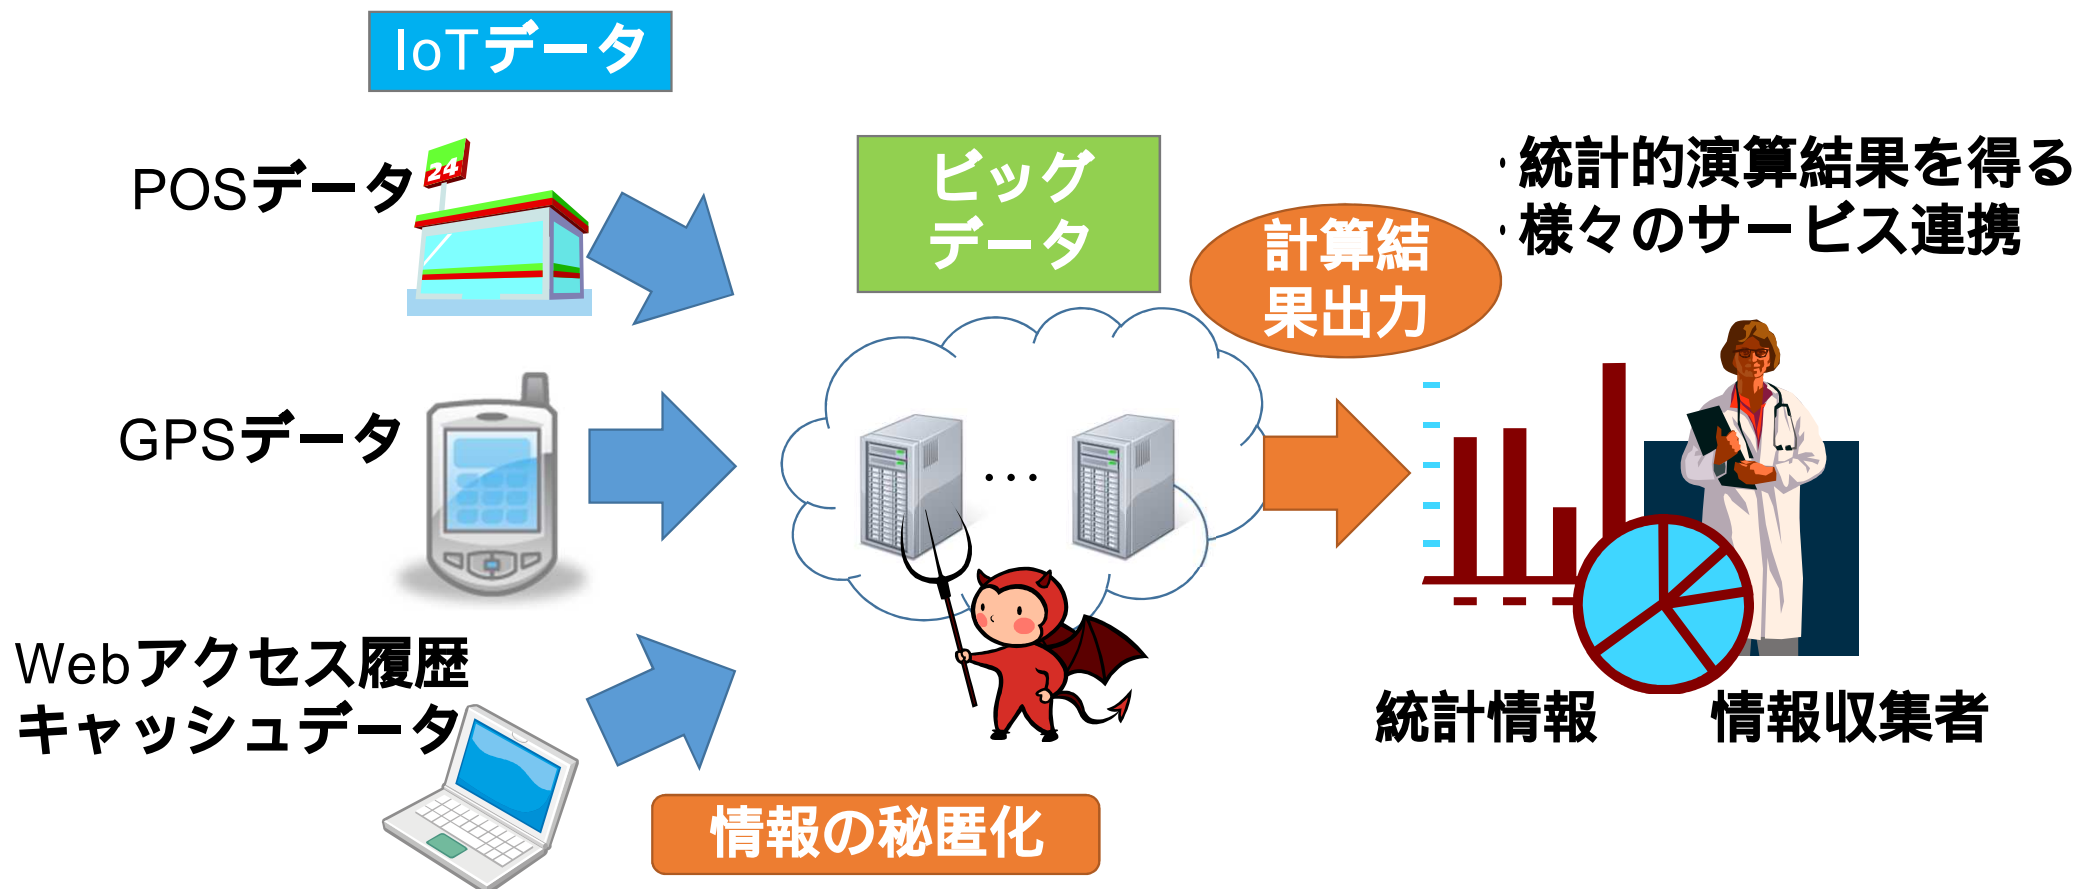 IoTデータ
POSデータ
24
GPSデータ
Webアクセス履歴
キャッシュデータ
ビッグ
データ
計算結
果出力
・統計的演算結果を得る
・様々のサービス連携
…
統計情報
情報収集者
情報の秘匿化